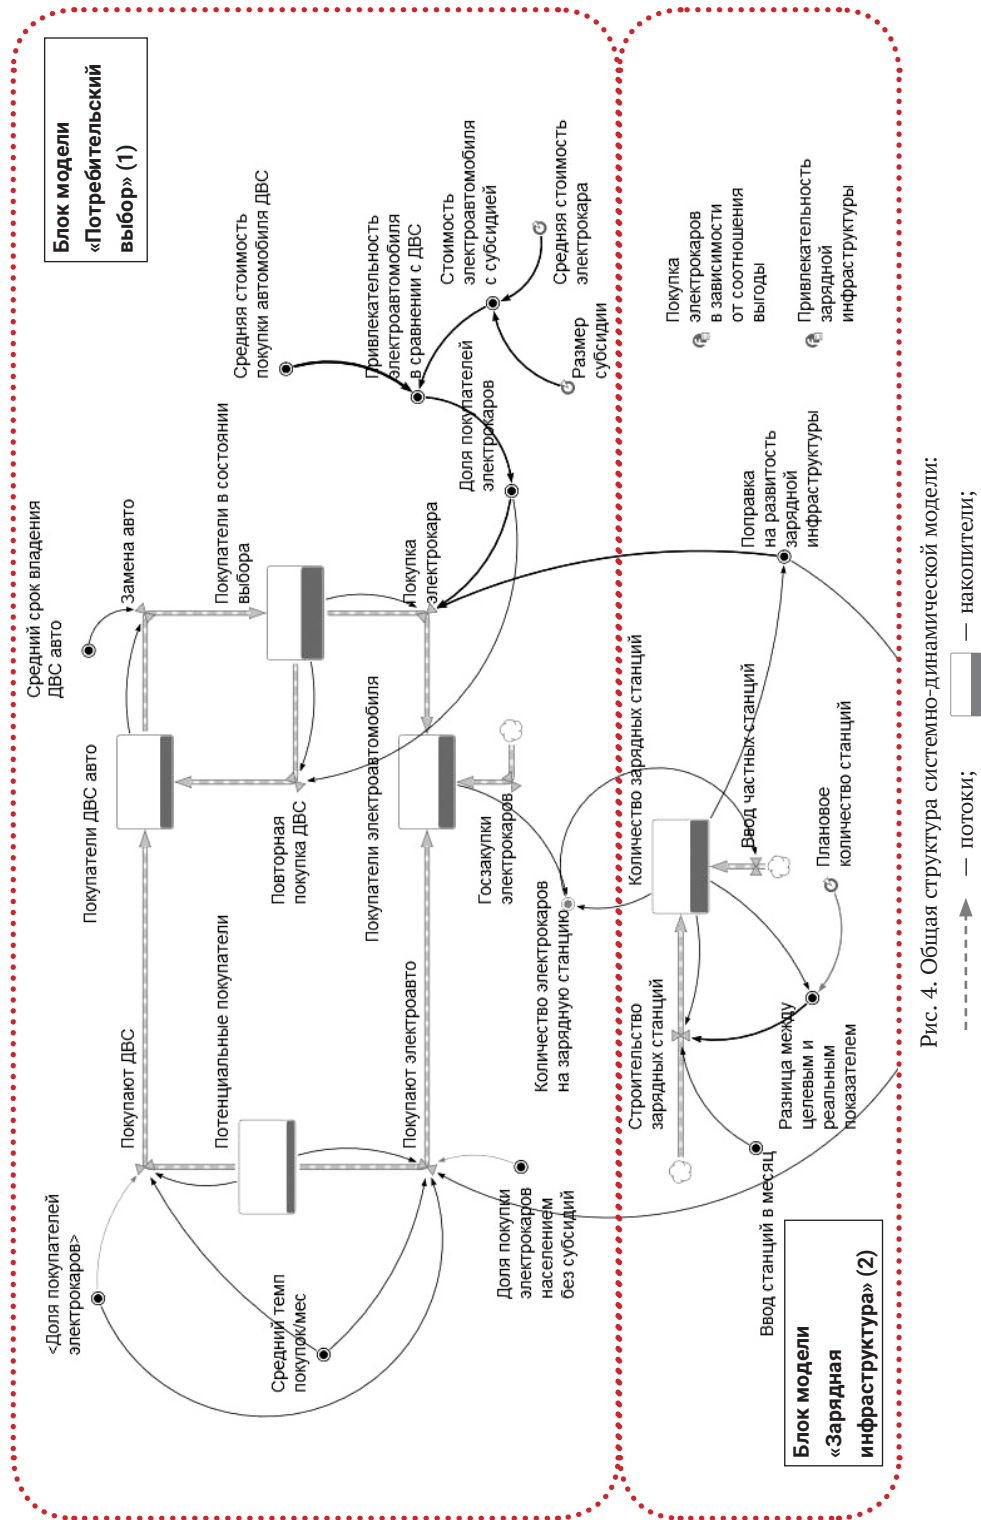 Блок модели
«Потребительский
выбор» (1)
Средний срок владения
ДВС авто
Замена авто
Средняя стоимость
покупки автомобиля ДВС
Покупатели ДВС авто
Покупатели в состоянии
выбора
Привлекательность
электроавтомобиля
в сравнении с ДВС
Стоимость
электроавтомобиля
с субсидией
Средняя стоимость
электрокара
Размер
субсидии
Доля покупателей
электрокаров
Покупка
электрокара
Повторная
покупка ДВС
Покупатели электроавтомобиля
Госзакупки
электрокаров
<Доля покупателей
электрокаров>
Покупают ДВС
Потенциальные покупатели
Средний темп
покупок/мес
Покупают электроавто
Доля покупки
электрокаров
населением
без субсидий
Количество электрокаров
на зарядную станцию
Количество зарядных станций
Строительство
зарядных станций
Ввод частных станций
Плановое
количество станций
Разница между
целевым и
реальным
показателем
Ввод станций в месяц
Поправка
на развитость
зарядной
инфраструктуры
Покупка
электрокаров
в зависимости
от соотношения
выгоды
Привлекательность
зарядной
инфраструктуры
Блок модели
«Зарядная
инфраструктура» (2)
Рис. 4. Общая структура системно-динамической модели:
— потоки; — накопители;